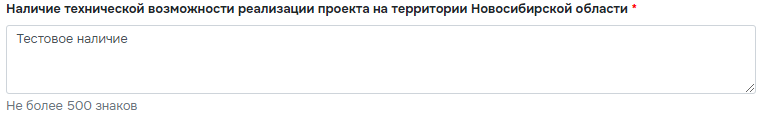 Наличие технической возможности реализации проекта на территории Новосибирской области *
Тестовое наличие
Не более 500 знаков